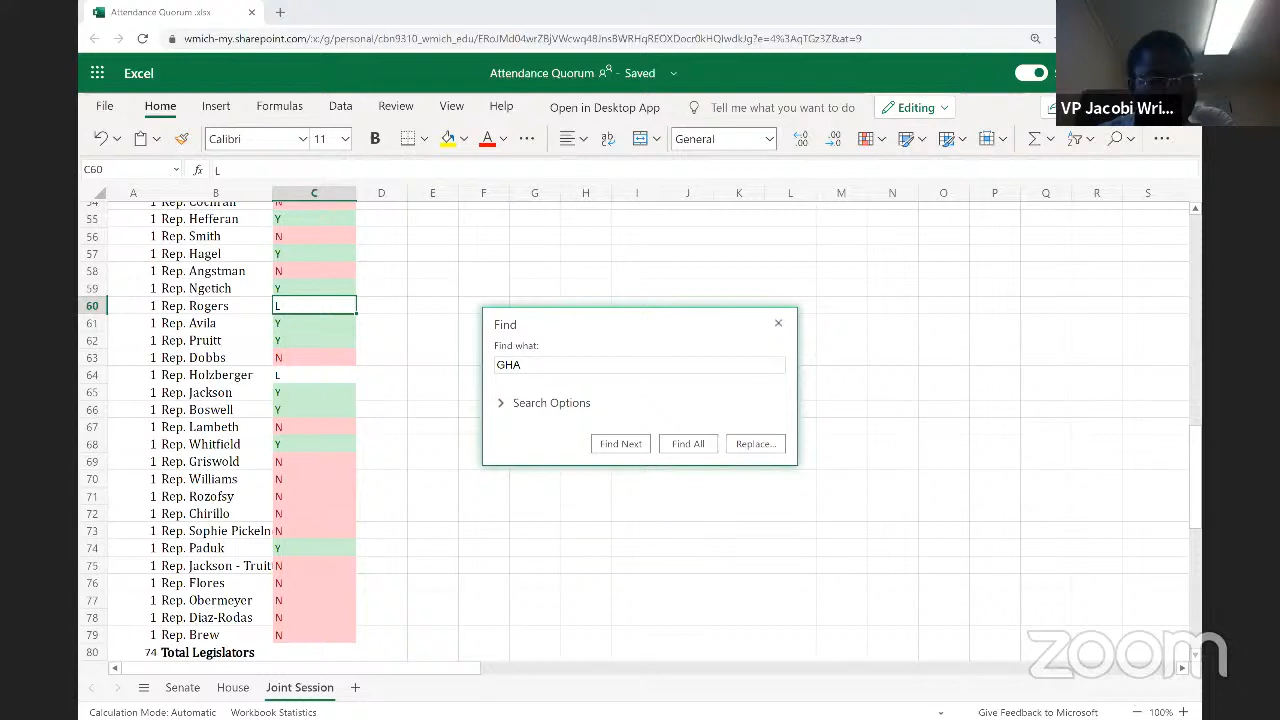 Attendance Quorum .xlsx
wmich-my.sharepoint.com
Excel
Attendance Quorum - Saved
VP Jacobi Wri...
File Home Insert Formulas Data Review View Help Open in Desktop App Tell me what you want to do Editing
Calibri 11 B A General
C60 fx L
A B C D E F G H I J K L M N O P Q R S
54 1 Rep. Cochran N
55 1 Rep. Hefferan Y
56 1 Rep. Smith N
57 1 Rep. Hagel Y
58 1 Rep. Angstman N
59 1 Rep. Ngetich Y
60 1 Rep. Rogers L
61 1 Rep. Avila Y
62 1 Rep. Pruitt Y
63 1 Rep. Dobbs N
64 1 Rep. Holzberger L
65 1 Rep. Jackson Y
66 1 Rep. Boswell Y
67 1 Rep. Lambeth N
68 1 Rep. Whitfield Y
69 1 Rep. Griswold N
70 1 Rep. Williams N
71 1 Rep. Rozofsy N
72 1 Rep. Chirillo N
73 1 Rep. Sophie Pickeln N
74 1 Rep. Paduk Y
75 1 Rep. Jackson - Truit N
76 1 Rep. Flores N
77 1 Rep. Obermeyer N
78 1 Rep. Diaz-Rodas N
79 1 Rep. Brew N
80 74 Total Legislators
Find
Find what:
GHA
Search Options
Find Next Find All Replace...
zoom
Senate House Joint Session
Calculation Mode: Automatic Workbook Statistics Give Feedback to Microsoft 100%